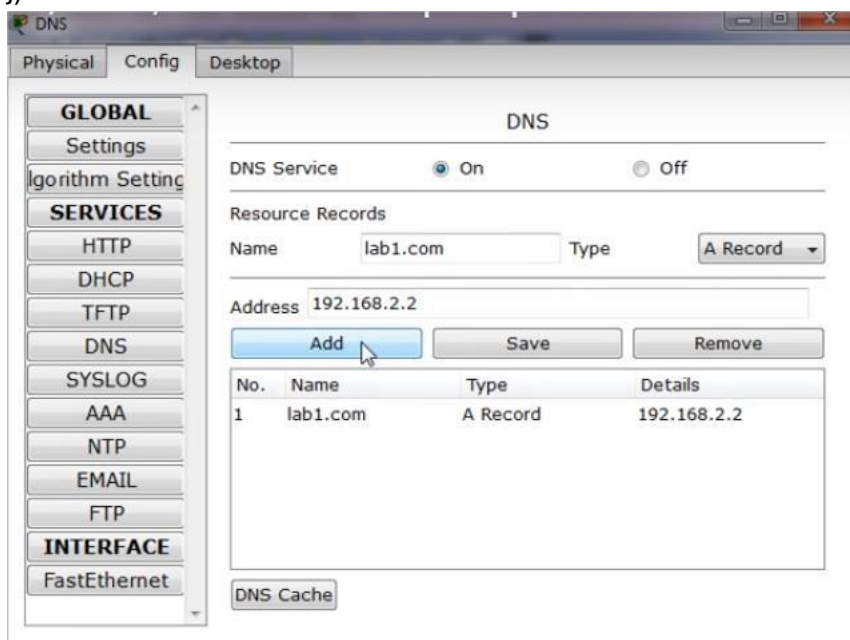 DNS
Physical Config Desktop
GLOBAL
Settings
lgorithm Setting
SERVICES
HTTP
DHCP
TFTP
DNS
SYSLOG
AAA
NTP
EMAIL
FTP
INTERFACE
FastEthernet
DNS
DNS Service On Off
Resource Records
Name lab1.com Type A Record
Address 192.168.2.2
Add Save Remove
No. Name Type Details
1 lab1.com A Record 192.168.2.2
DNS Cache